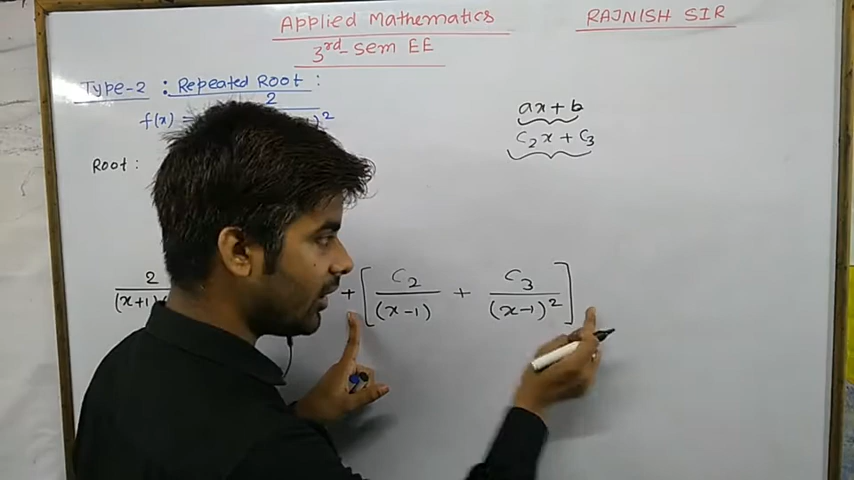 Applied Mathematics
RAJNISH SIR
3rd-Sem EE
Type-2 : Repeated Root :
f(x) = 2
)²
ax+b
C₂x+C₃
Root :
2/(x+1) + [C₂/(x-1) + C₃/(x-1)²]